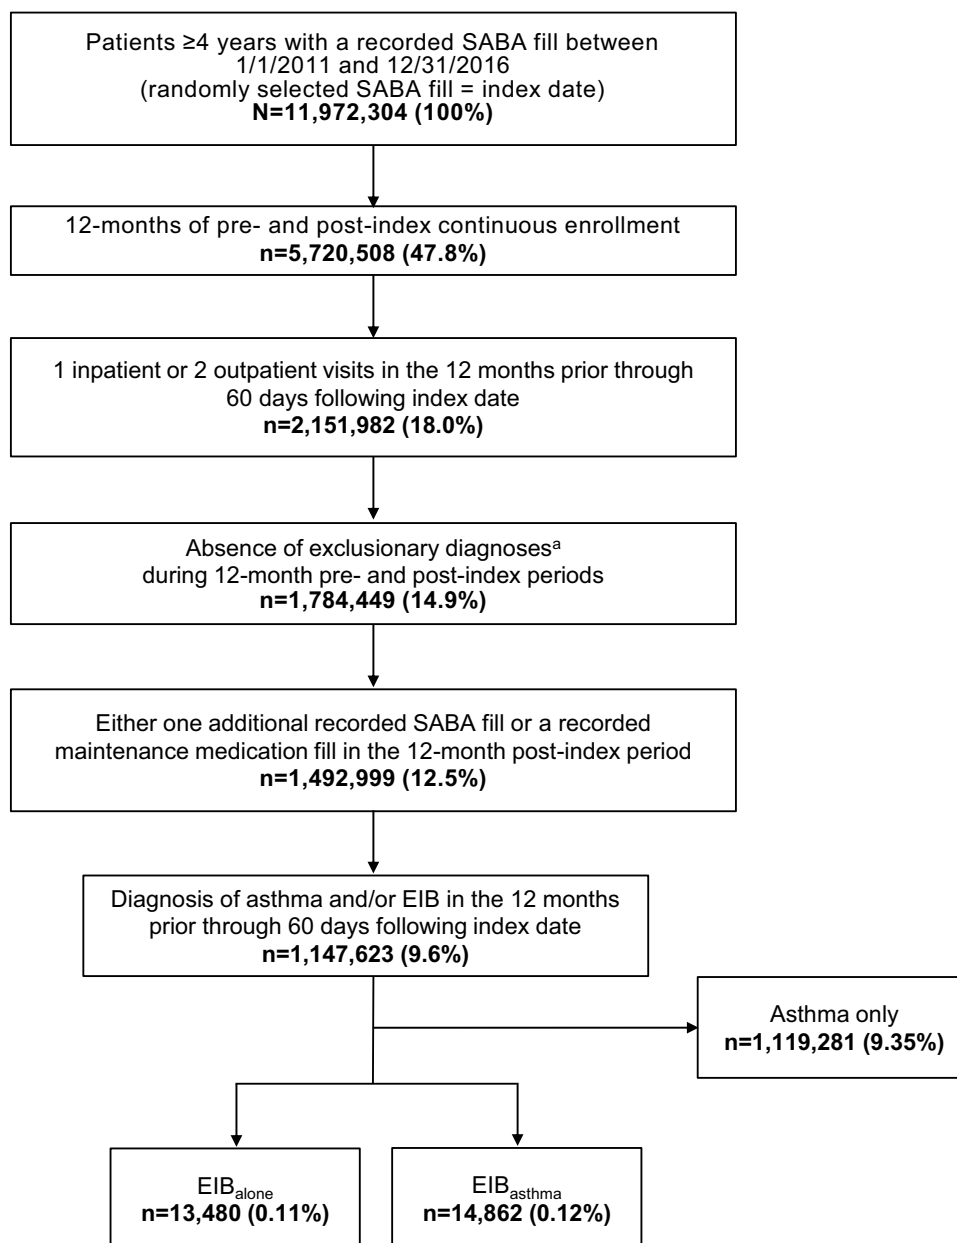 Patients ≥4 years with a recorded SABA fill between
1/1/2011 and 12/31/2016
(randomly selected SABA fill = index date)
N=11,972,304 (100%)
12-months of pre- and post-index continuous enrollment
n=5,720,508 (47.8%)
1 inpatient or 2 outpatient visits in the 12 months prior through
60 days following index date
n=2,151,982 (18.0%)
Absence of exclusionary diagnosesᵃ
during 12-month pre- and post-index periods
n=1,784,449 (14.9%)
Either one additional recorded SABA fill or a recorded
maintenance medication fill in the 12-month post-index period
n=1,492,999 (12.5%)
Diagnosis of asthma and/or EIB in the 12 months
prior through 60 days following index date
n=1,147,623 (9.6%)
Asthma only
n=1,119,281 (9.35%)
EIBalone
n=13,480 (0.11%)
EIBasthma
n=14,862 (0.12%)